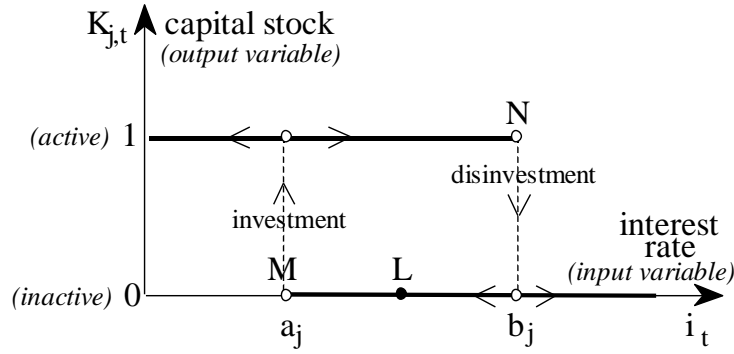 K_{j,t} capital stock
(output variable)
N
(active) 1
disinvestment
investment
interest
rate
M L (input variable)
(inactive) 0
a_j b_j i_t